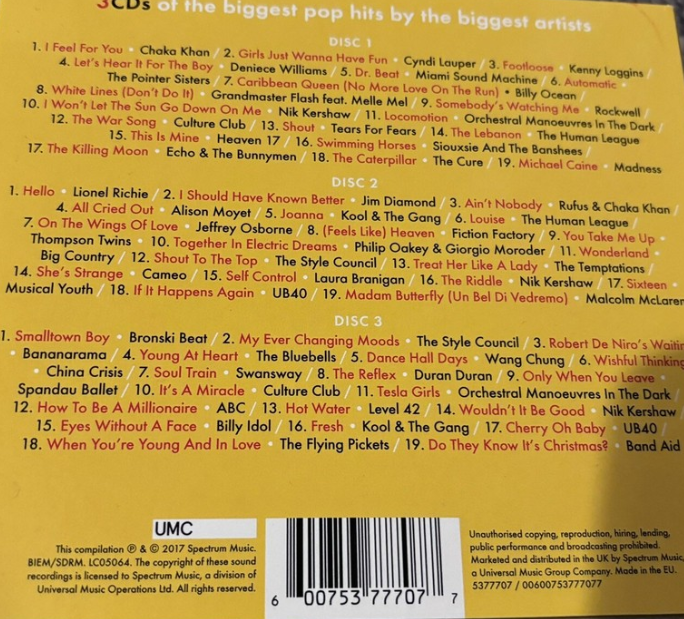 3CDs of the biggest pop hits by the biggest artists
DISC 1
1. I Feel For You • Chaka Khan / 2. Girls Just Wanna Have Fun • Cyndi Lauper / 3. Footloose • Kenny Loggins /
4. Let's Hear It For The Boy • Deniece Williams / 5. Dr. Beat • Miami Sound Machine / 6. Automatic •
The Pointer Sisters / 7. Caribbean Queen (No More Love On The Run) • Billy Ocean /
8. White Lines (Don't Do It) • Grandmaster Flash feat. Melle Mel / 9. Somebody's Watching Me • Rockwell /
10. I Won't Let The Sun Go Down On Me • Nik Kershaw / 11. Locomotion • Orchestral Manoeuvres In The Dark /
12. The War Song • Culture Club / 13. Shout • Tears For Fears / 14. The Lebanon • The Human League
15. This Is Mine • Heaven 17 / 16. Swimming Horses • Siouxsie And The Banshees /
17. The Killing Moon • Echo & The Bunnymen / 18. The Caterpillar • The Cure / 19. Michael Caine • Madness
DISC 2
1. Hello • Lionel Richie / 2. I Should Have Known Better • Jim Diamond / 3. Ain't Nobody • Rufus & Chaka Khan /
4. All Cried Out • Alison Moyet / 5. Joanna • Kool & The Gang / 6. Louise • The Human League /
7. On The Wings Of Love • Jeffrey Osborne / 8. (Feels Like) Heaven • Fiction Factory / 9. You Take Me Up •
Thompson Twins • 10. Together In Electric Dreams • Philip Oakey & Giorgio Moroder / 11. Wonderland •
Big Country / 12. Shout To The Top • The Style Council / 13. Treat Her Like A Lady • The Temptations /
14. She's Strange • Cameo / 15. Self Control • Laura Branigan / 16. The Riddle • Nik Kershaw / 17. Sixteen •
Musical Youth / 18. If It Happens Again • UB40 / 19. Madam Butterfly (Un Bel Di Vedremo) • Malcolm McLaren
DISC 3
1. Smalltown Boy • Bronski Beat / 2. My Ever Changing Moods • The Style Council / 3. Robert De Niro's Waitin
• Bananarama / 4. Young At Heart • The Bluebells / 5. Dance Hall Days • Wang Chung / 6. Wishful Thinking
• China Crisis / 7. Soul Train • Swansway / 8. The Reflex • Duran Duran / 9. Only When You Leave •
Spandau Ballet / 10. It's A Miracle • Culture Club / 11. Tesla Girls • Orchestral Manoeuvres In The Dark /
12. How To Be A Millionaire • ABC / 13. Hot Water • Level 42 / 14. Wouldn't It Be Good • Nik Kershaw /
15. Eyes Without A Face • Billy Idol / 16. Fresh • Kool & The Gang / 17. Cherry Oh Baby • UB40 /
18. When You're Young And In Love • The Flying Pickets / 19. Do They Know It's Christmas? • Band Aid
UMC
This compilation ℗ & © 2017 Spectrum Music.
BIEM/SDRM. LC05064. The copyright of these sound
recordings is licensed to Spectrum Music, a division of
Universal Music Operations Ltd. All rights reserved.
6 00753 77707 7
Unauthorised copying, reproduction, hiring, lending,
public performance and broadcasting prohibited.
Marketed and distributed in the UK by Spectrum Music,
a Universal Music Group Company. Made in the EU.
5377707 / 00600753777077